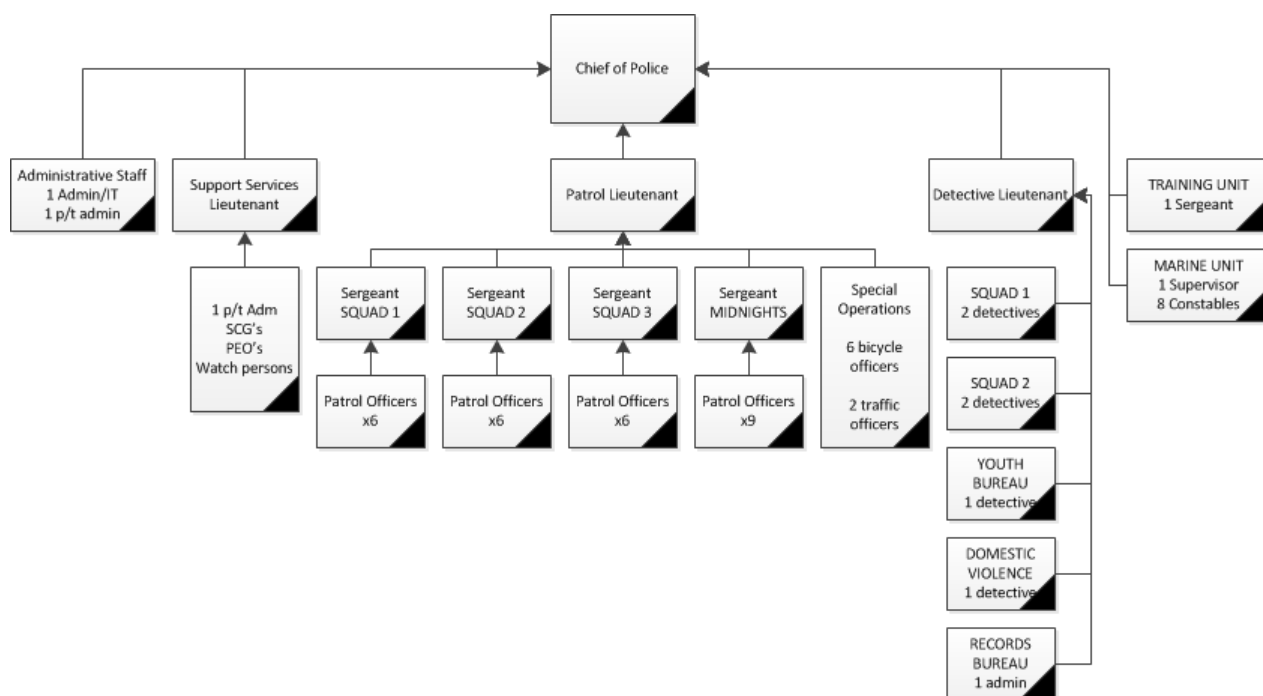 Chief of Police
Administrative Staff
1 Admin/IT
1 p/t admin
Support Services
Lieutenant
Patrol Lieutenant
Detective Lieutenant
TRAINING UNIT
1 Sergeant
MARINE UNIT
1 Supervisor
8 Constables
1 p/t Adm
SCG's
PEO's
Watch persons
Sergeant
SQUAD 1
Sergeant
SQUAD 2
Sergeant
SQUAD 3
Sergeant
MIDNIGHTS
Special
Operations
6 bicycle
officers
2 traffic
officers
Patrol Officers
x6
Patrol Officers
x6
Patrol Officers
x6
Patrol Officers
x9
SQUAD 1
2 detectives
SQUAD 2
2 detectives
YOUTH
BUREAU
1 detective
DOMESTIC
VIOLENCE
1 detective
RECORDS
BUREAU
1 admin